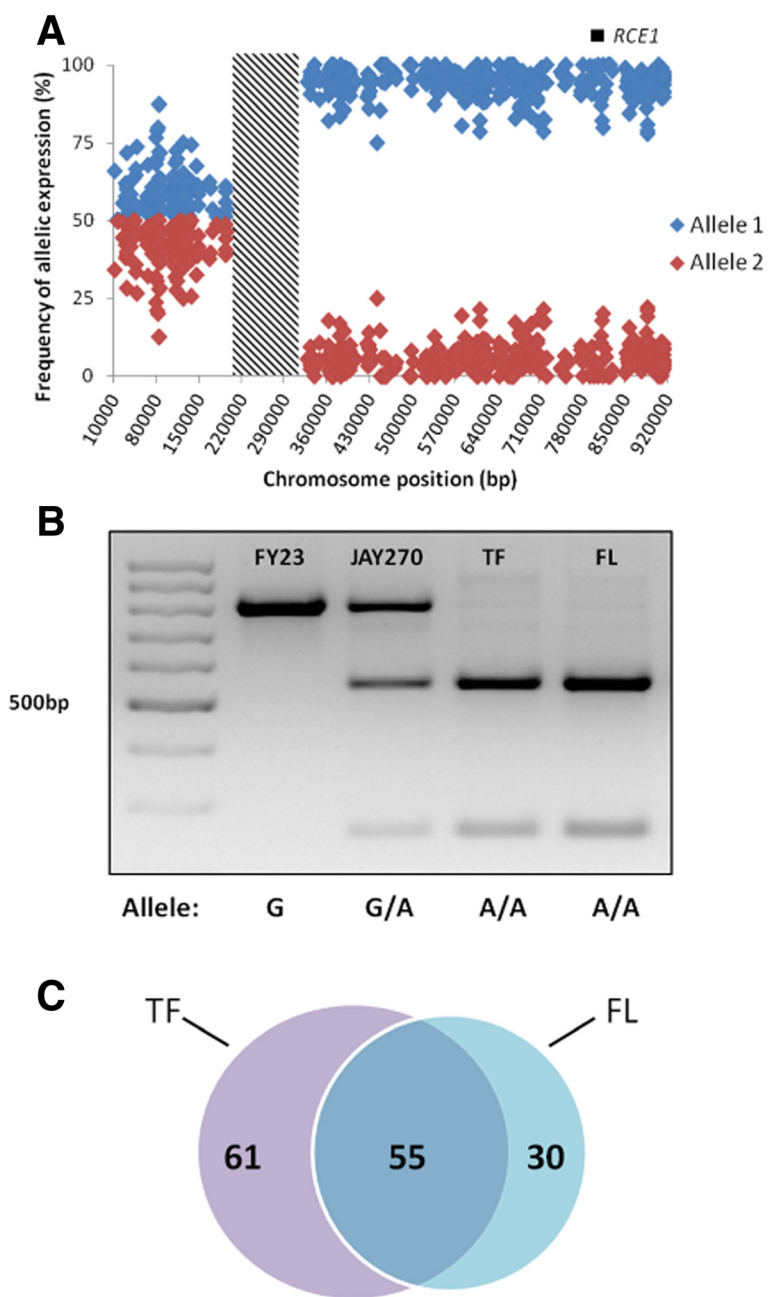 A
RCE1
Frequency of allelic expression (%)
100
75
50
25
0
10000
80000
150000
220000
290000
360000
430000
500000
570000
640000
710000
780000
850000
920000
Chromosome position (bp)
Allele 1
Allele 2
B
FY23 JAY270 TF FL
500bp
Allele: G G/A A/A A/A
C
TF FL
61 55 30